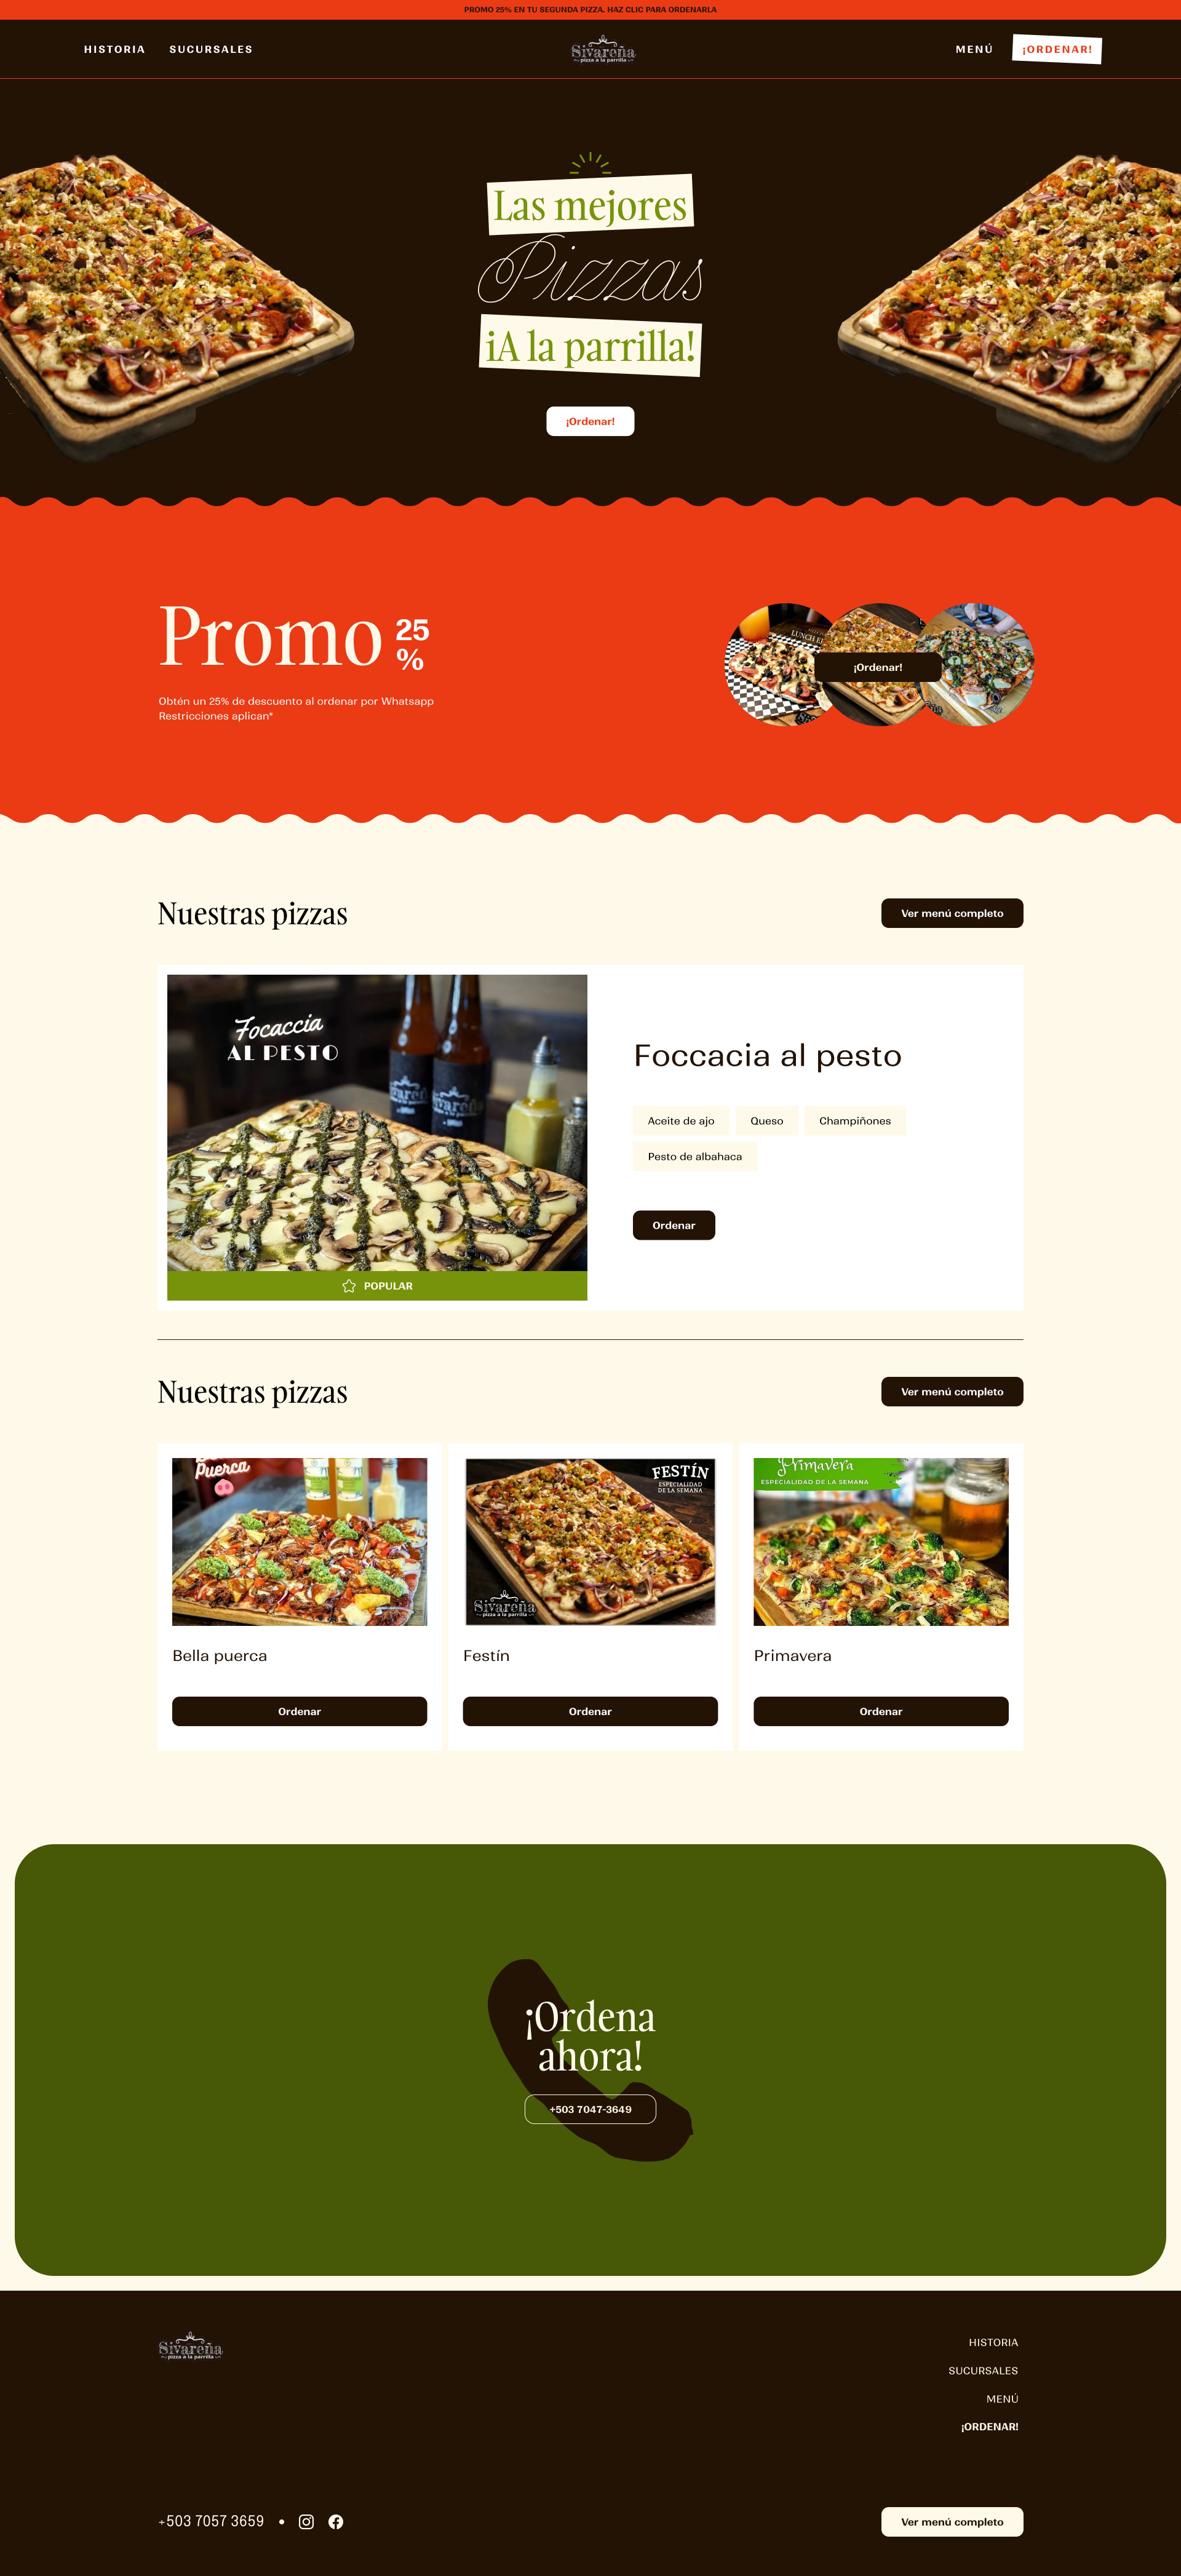 PROMO 25% EN TU SEGUNDA PIZZA. HAZ CLIC PARA ORDENARLA
HISTORIA
SUCURSALES
Sivareña
pizza a la parrilla
MENÚ
¡ORDENAR!
Las mejores
Pizzas
¡A la parrilla!
¡Ordenar!
Promo 25
%
Obtén un 25% de descuento al ordenar por Whatsapp
Restricciones aplican*
¡Ordenar!
Nuestras pizzas
Ver menú completo
Focaccia
AL PESTO
Sivareña
Sivareña
POPULAR
Foccacia al pesto
Aceite de ajo
Queso
Champiñones
Pesto de albahaca
Ordenar
Nuestras pizzas
Ver menú completo
Puerca
Bella puerca
Ordenar
FESTÍN
ESPECIALIDAD
DE LA SEMANA
Sivareña
pizza a la parrilla
Festín
Ordenar
Primavera
ESPECIALIDAD DE LA SEMANA
Primavera
Ordenar
¡Ordena
ahora!
+503 7047-3649
Sivareña
pizza a la parrilla
HISTORIA
SUCURSALES
MENÚ
¡ORDENAR!
+503 7057 3659
Ver menú completo